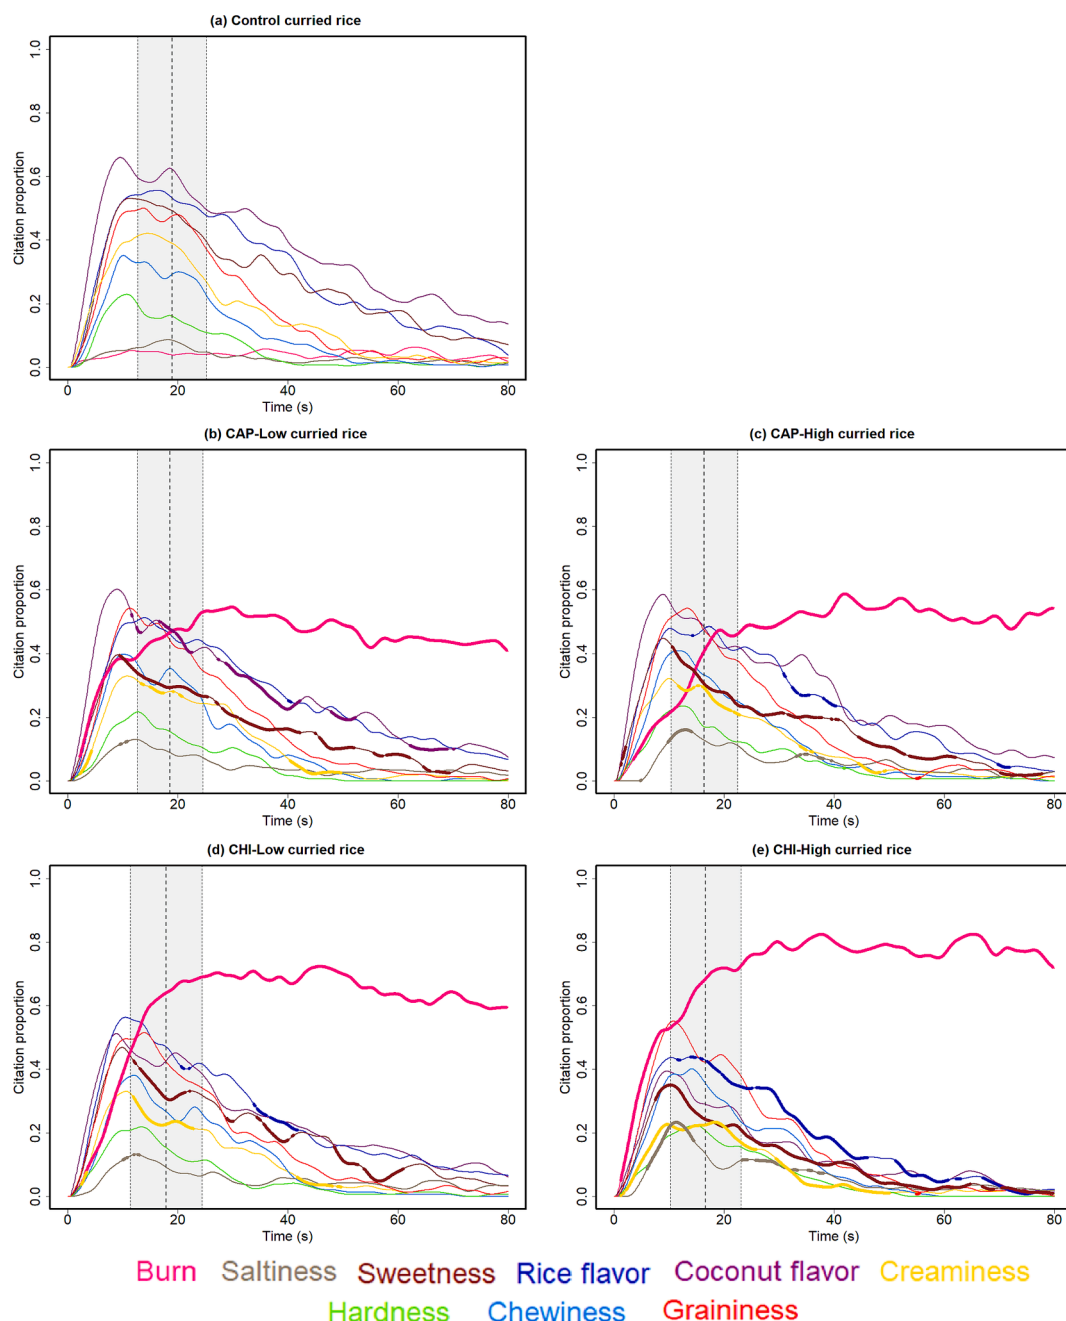 (a) Control curried rice
1.0
0.8
0.6
0.4
0.2
0.0
Citation proportion
0 20 40 60 80
Time (s)
(b) CAP-Low curried rice
1.0
0.8
0.6
0.4
0.2
0.0
Citation proportion
0 20 40 60 80
Time (s)
(c) CAP-High curried rice
1.0
0.8
0.6
0.4
0.2
0.0
Citation proportion
0 20 40 60 80
Time (s)
(d) CHI-Low curried rice
1.0
0.8
0.6
0.4
0.2
0.0
Citation proportion
0 20 40 60 80
Time (s)
(e) CHI-High curried rice
1.0
0.8
0.6
0.4
0.2
0.0
Citation proportion
0 20 40 60 80
Time (s)
Burn Saltiness Sweetness Rice flavor Coconut flavor Creaminess
Hardness Chewiness Graininess